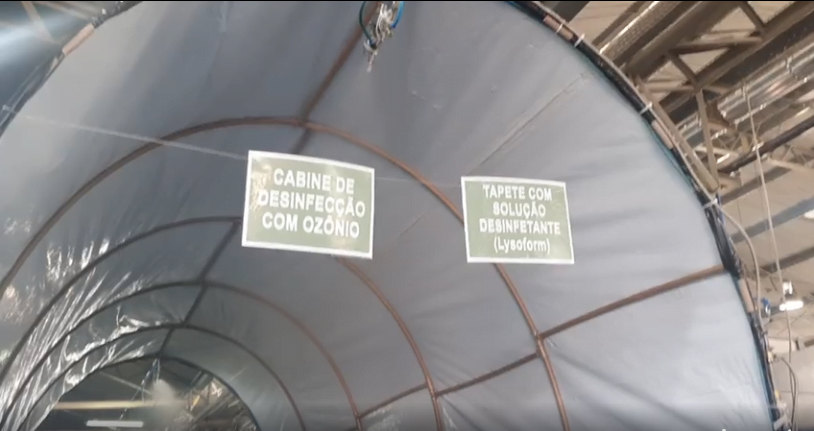 CABINE DE
DESINFECÇÃO
COM OZÔNIO
TAPETE COM
SOLUÇÃO
DESINFETANTE
(Lysoform)